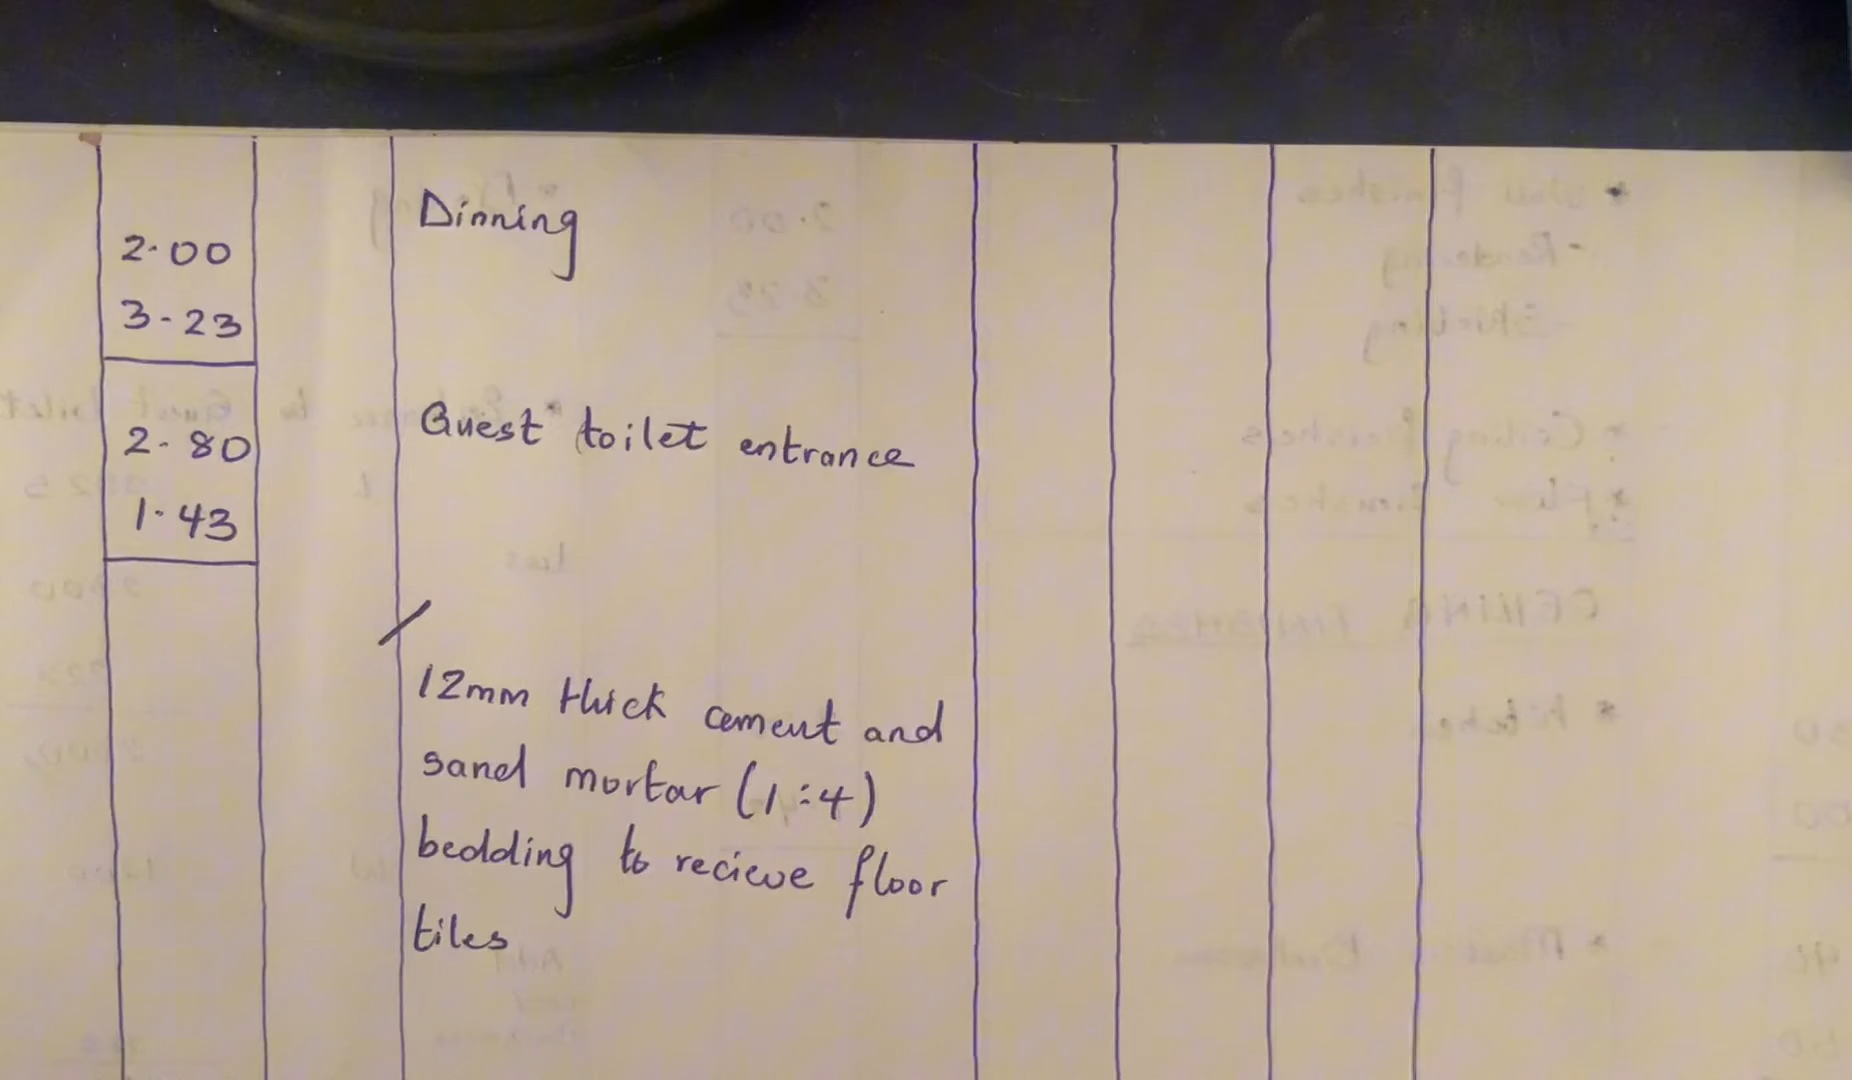 Dinning
2.00
3.23
Guest toilet entrance
2.80
1.43
12mm thick cement and
sand mortar (1:4)
bedding to recieve floor
tiles